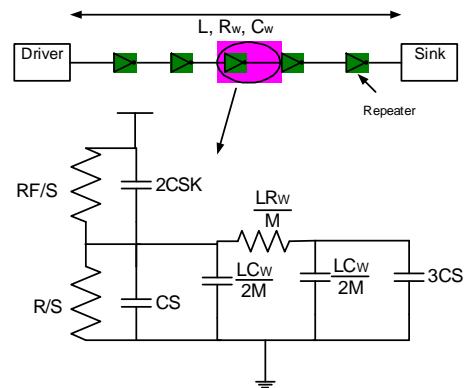 L, Rw, Cw
Driver
Sink
Repeater
RF/S
2CSK
LRw
M
R/S
CS
LCw
2M
LCw
2M
3CS